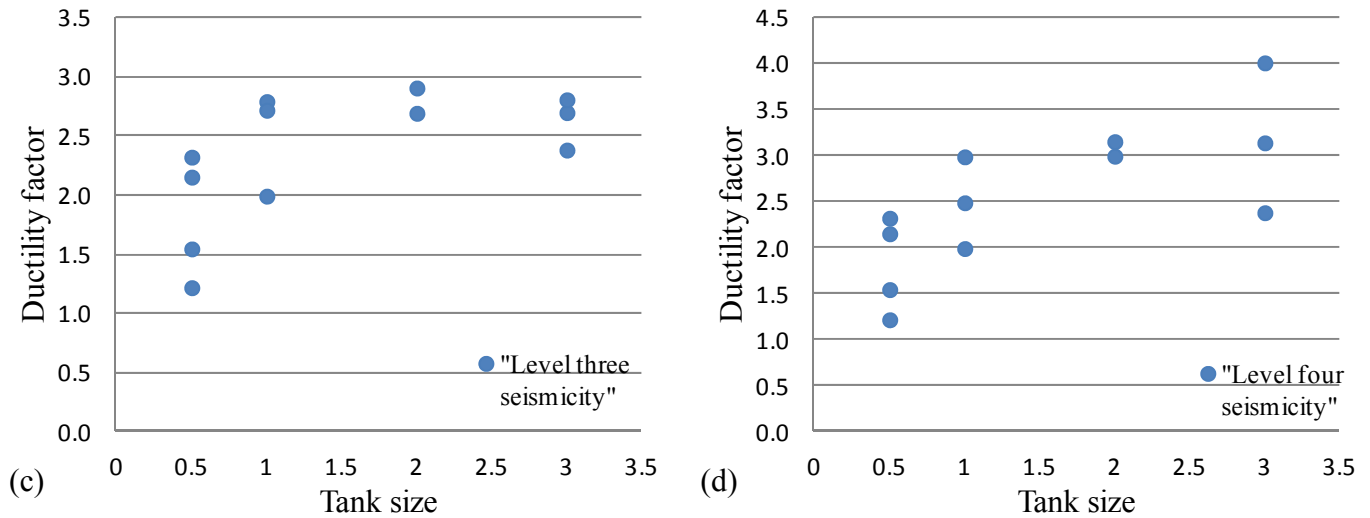 3.5
3.0
2.5
2.0
1.5
1.0
0.5
0.0
Ductility factor
"Level three
seismicity"
0 0.5 1 1.5 2 2.5 3 3.5
(c) Tank size
4.5
4.0
3.5
3.0
2.5
2.0
1.5
1.0
0.5
0.0
Ductility factor
"Level four
seismicity"
0 0.5 1 1.5 2 2.5 3 3.5
(d) Tank size